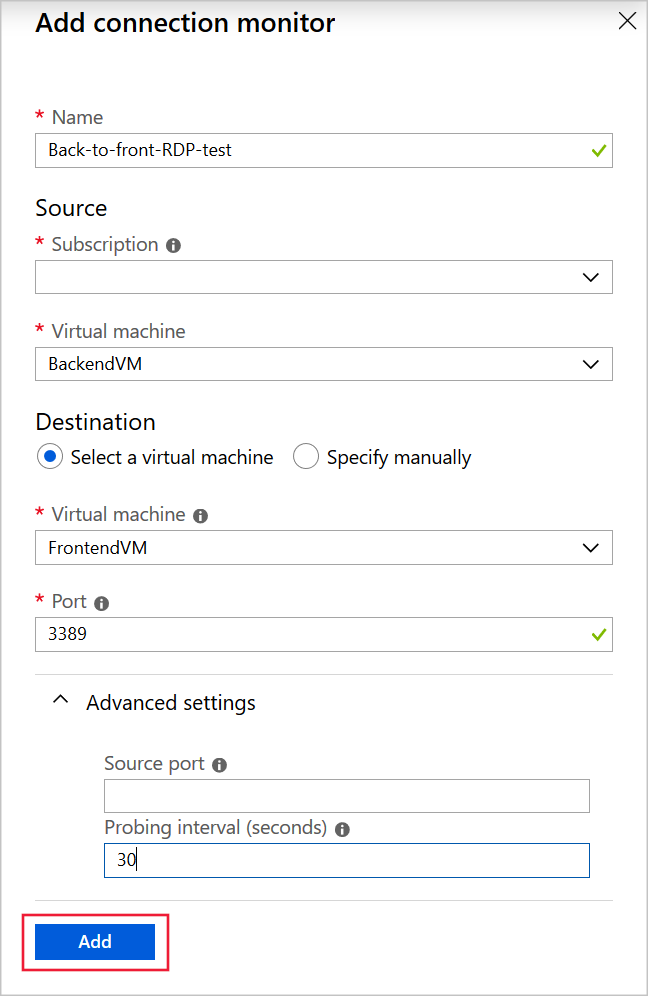 Add connection monitor
* Name
Back-to-front-RDP-test
Source
* Subscription
* Virtual machine
BackendVM
Destination
Select a virtual machine Specify manually
* Virtual machine
FrontendVM
* Port
3389
Advanced settings
Source port
Probing interval (seconds)
30
Add